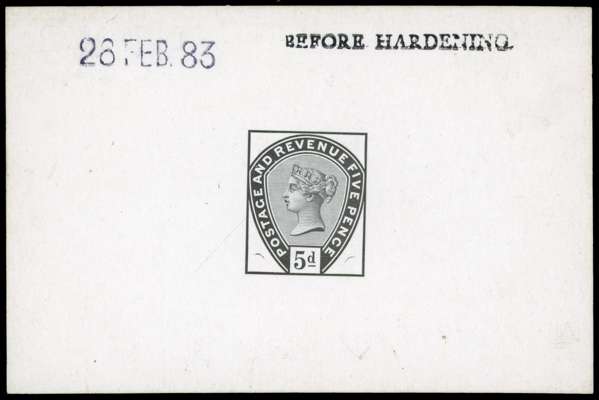 26 FEB. 83
BEFORE HARDENING.
POSTAGE AND REVENUE FIVE PENCE
5d